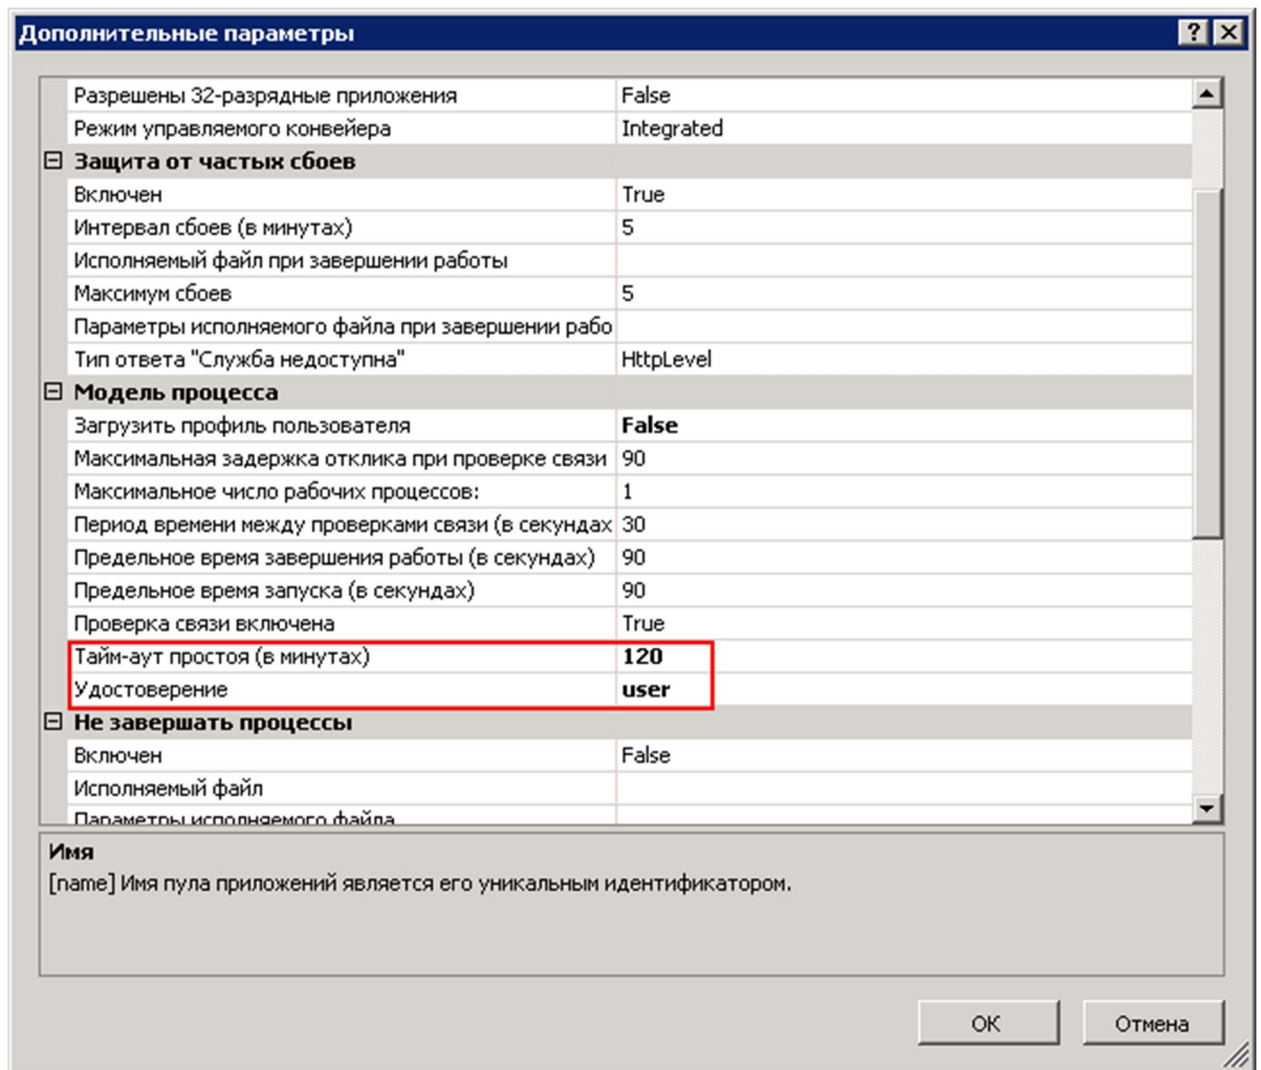 Дополнительные параметры
Разрешены 32-разрядные приложения False
Режим управляемого конвейера Integrated
Защита от частых сбоев
Включен True
Интервал сбоев (в минутах) 5
Исполняемый файл при завершении работы
Максимум сбоев 5
Параметры исполняемого файла при завершении рабо
Тип ответа "Служба недоступна" HttpLevel
Модель процесса
Загрузить профиль пользователя False
Максимальная задержка отклика при проверке связи 90
Максимальное число рабочих процессов: 1
Период времени между проверками связи (в секундах 30
Предельное время завершения работы (в секундах) 90
Предельное время запуска (в секундах) 90
Проверка связи включена True
Тайм-аут простоя (в минутах) 120
Удостоверение user
Не завершать процессы
Включен False
Исполняемый файл
Параметры исполняемого файла
Имя
[name] Имя пула приложений является его уникальным идентификатором.
ОК Отмена